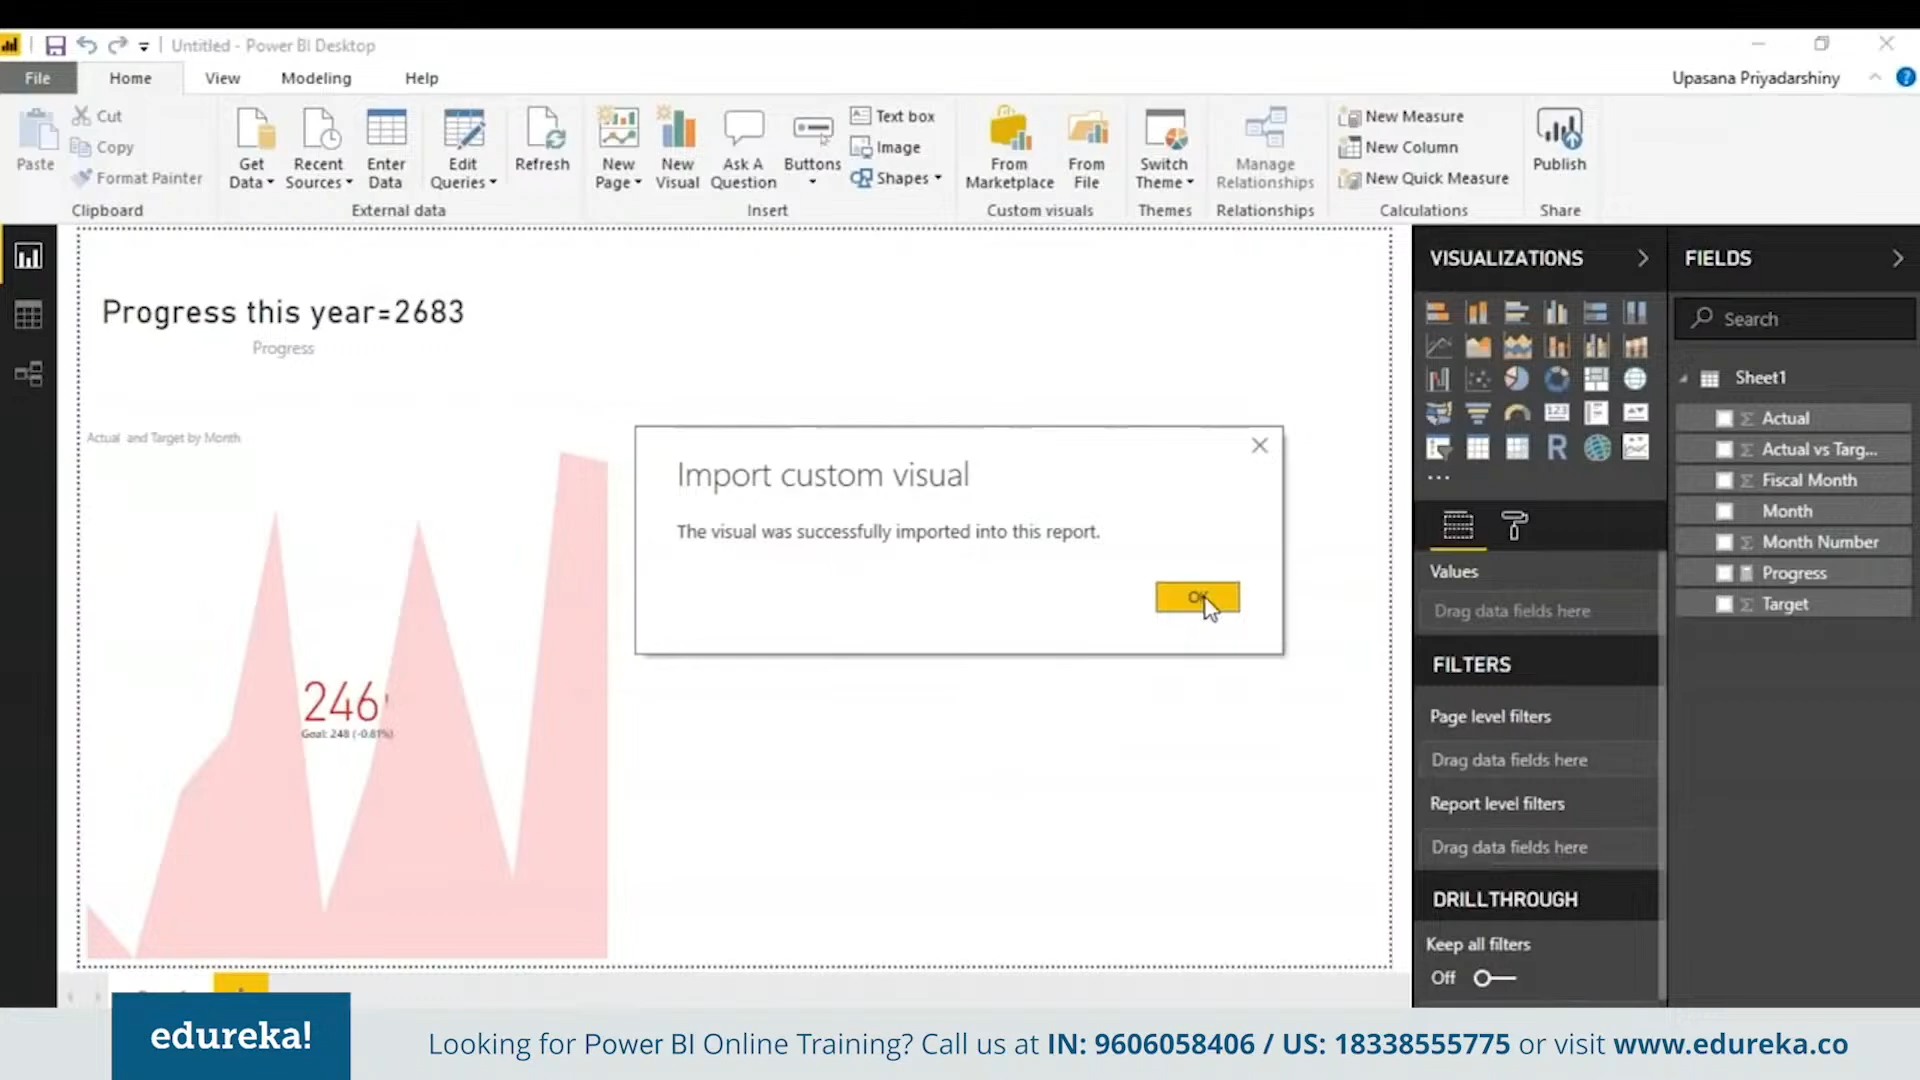 Untitled - Power BI Desktop
File Home View Modeling Help
Upasana Priyadarshiny
Paste
Cut
Copy
Format Painter
Clipboard
Get Data
Recent Sources
Enter Data
Edit Queries
Refresh
External data
New Page
New Visual
Ask A Question
Buttons
Text box
Image
Shapes
Insert
From Marketplace
From File
Custom visuals
Switch Theme
Themes
Manage Relationships
Relationships
New Measure
New Column
New Quick Measure
Calculations
Publish
Share
Progress this year=2683
Progress
Actual and Target by Month
246
Goal: 248 (-0.81%)
Import custom visual
The visual was successfully imported into this report.
OK
VISUALIZATIONS
123
R
Values
Drag data fields here
FILTERS
Page level filters
Drag data fields here
Report level filters
Drag data fields here
DRILLTHROUGH
Keep all filters
Off
FIELDS
Search
Sheet1
Actual
Actual vs Targ...
Fiscal Month
Month
Month Number
Progress
Target
edureka!
Looking for Power BI Online Training? Call us at IN: 9606058406 / US: 18338555775 or visit www.edureka.co